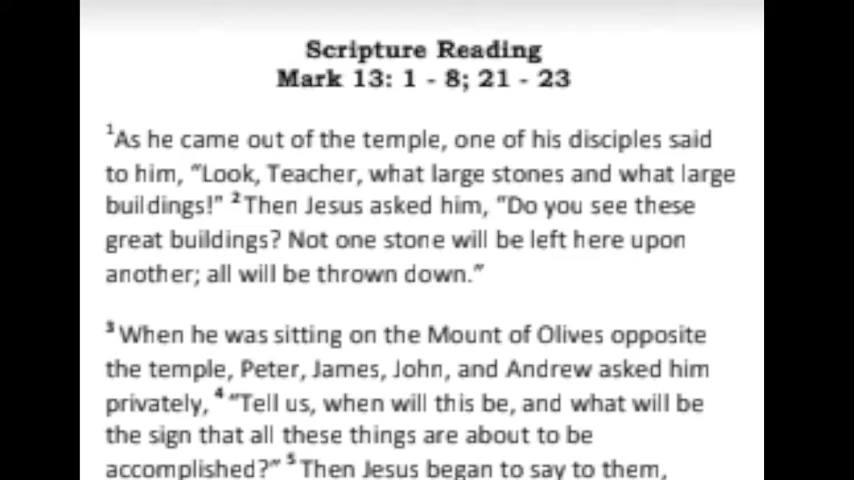 Scripture Reading
Mark 13: 1 - 8; 21 - 23
¹As he came out of the temple, one of his disciples said
to him, “Look, Teacher, what large stones and what large
buildings!” ²Then Jesus asked him, “Do you see these
great buildings? Not one stone will be left here upon
another; all will be thrown down.”
³When he was sitting on the Mount of Olives opposite
the temple, Peter, James, John, and Andrew asked him
privately, ⁴“Tell us, when will this be, and what will be
the sign that all these things are about to be
accomplished?” ⁵Then Jesus began to say to them,